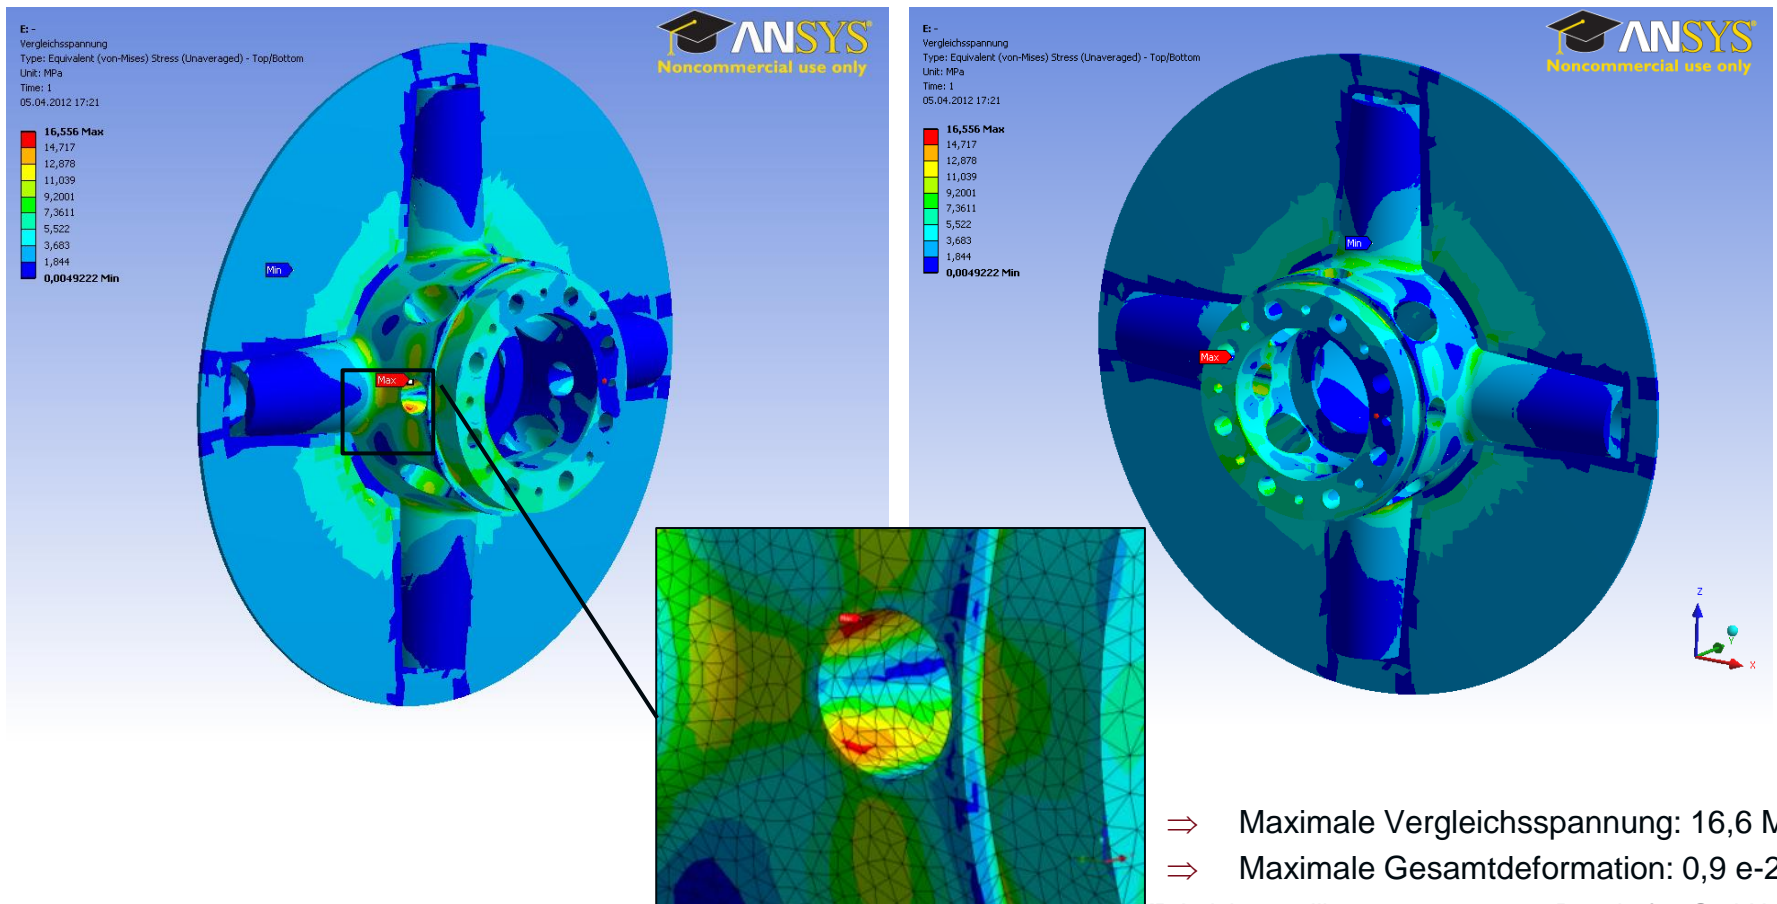 E: -
Vergleichsspannung
Type: Equivalent (von-Mises) Stress (Unaveraged) - Top/Bottom
Unit: MPa
Time: 1
05.04.2012 17:21
ANSYS
Noncommercial use only
16,556 Max
14,717
12,878
11,039
9,2001
7,3611
5,522
3,683
1,844
0,0049222 Min
Min
Max
E: -
Vergleichsspannung
Type: Equivalent (von-Mises) Stress (Unaveraged) - Top/Bottom
Unit: MPa
Time: 1
05.04.2012 17:21
ANSYS
Noncommercial use only
16,556 Max
14,717
12,878
11,039
9,2001
7,3611
5,522
3,683
1,844
0,0049222 Min
Min
Max
Z
Y
X
Max
⇒ Maximale Vergleichsspannung: 16,6 M
⇒ Maximale Gesamtdeformation: 0,9 e-2